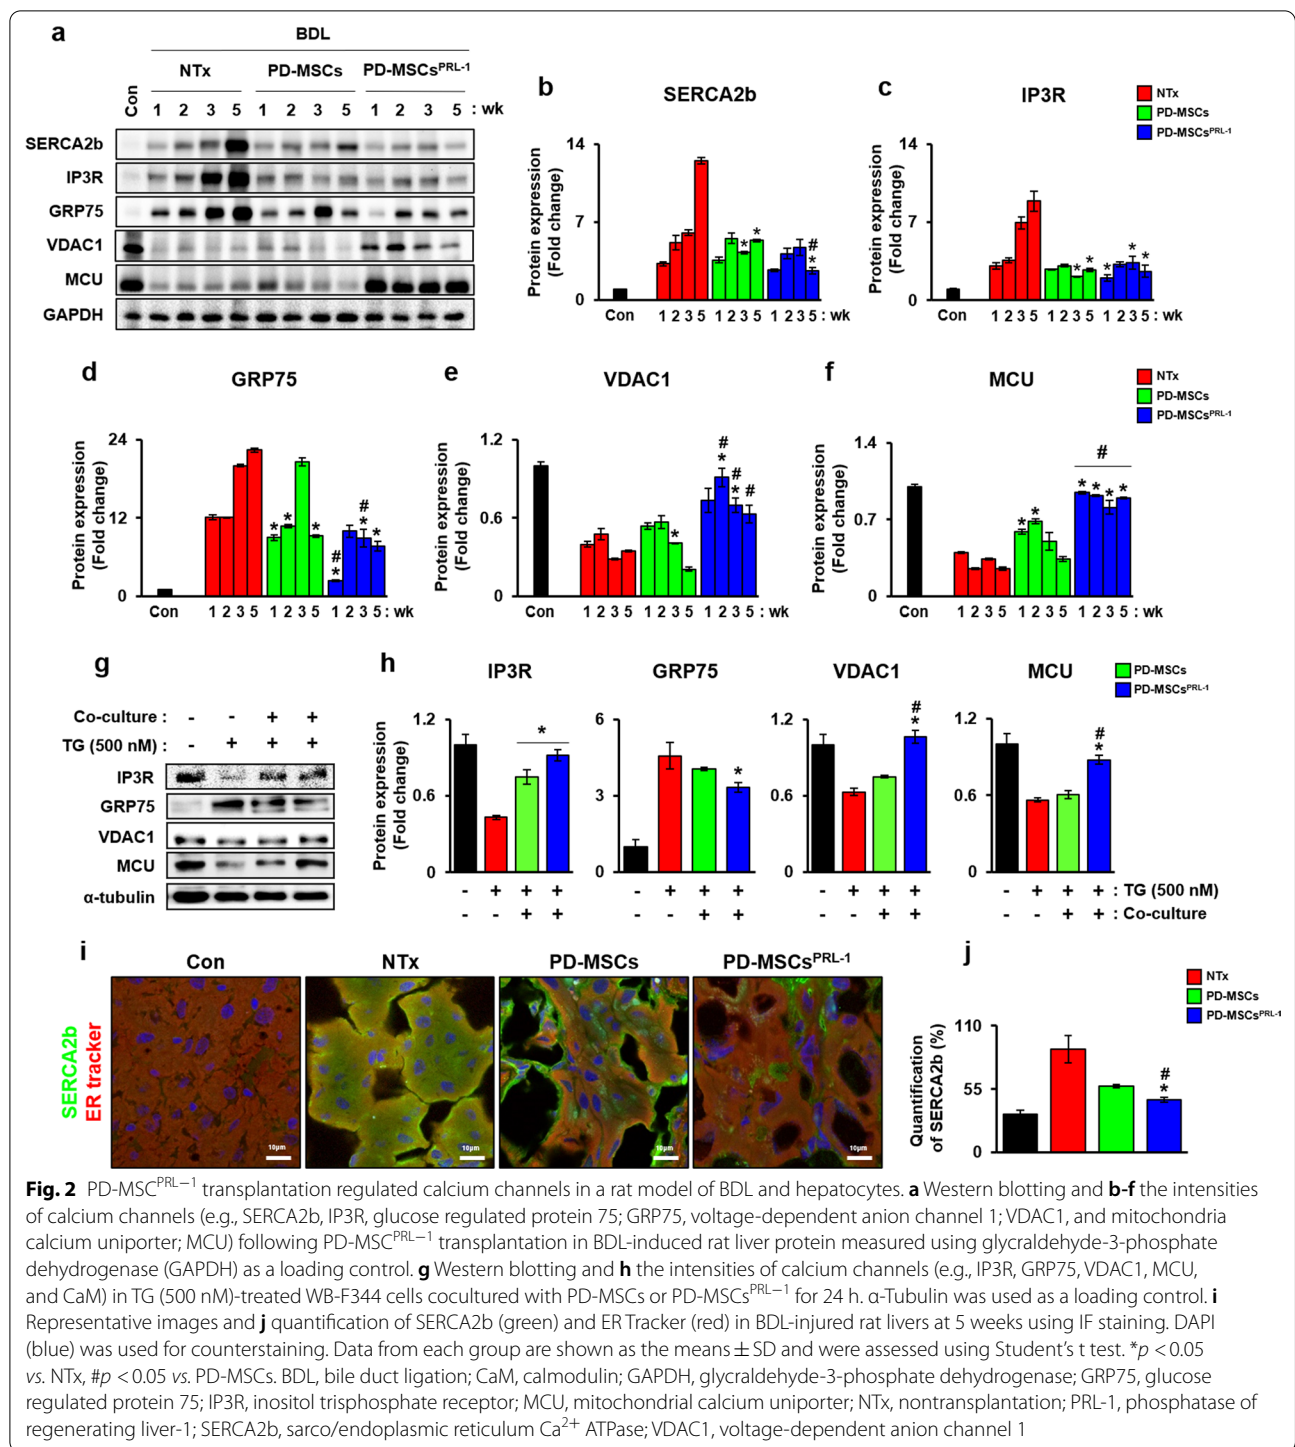 a
BDL
NTx PD-MSCs PD-MSCsPRL-1
Con 1 2 3 5 1 2 3 5 1 2 3 5 : wk
SERCA2b
IP3R
GRP75
VDAC1
MCU
GAPDH
b SERCA2b
Protein expression
(Fold change)
14
7
0
* * # *
Con 1 2 3 5 1 2 3 5 1 2 3 5 : wk
c IP3R
NTx
PD-MSCs
PD-MSCsPRL-1
Protein expression
(Fold change)
14
7
0
* * * * *
Con 1 2 3 5 1 2 3 5 1 2 3 5 : wk
d GRP75
Protein expression
(Fold change)
24
12
0
* * * # * # * *
Con 1 2 3 5 1 2 3 5 1 2 3 5 : wk
e VDAC1
Protein expression
(Fold change)
1.2
0.6
0
* # * # * #
Con 1 2 3 5 1 2 3 5 1 2 3 5 : wk
f MCU
NTx
PD-MSCs
PD-MSCsPRL-1
Protein expression
(Fold change)
1.4
0.7
0
* * #
* * * *
Con 1 2 3 5 1 2 3 5 1 2 3 5 : wk
g
Co-culture : - - + +
TG (500 nM) : - + + +
IP3R
GRP75
VDAC1
MCU
α-tubulin
h IP3R GRP75 VDAC1 MCU
PD-MSCs
PD-MSCsPRL-1
Protein expression
(Fold change)
1.2
0.6
0
*
6
3
0
*
1.2
0.6
0
#
*
1.2
0.6
0
#
*
- + + + - + + + - + + + - + + + : TG (500 nM)
- - + + - - + + - - + + - - + + : Co-culture
i Con NTx PD-MSCs PD-MSCsPRL-1
SERCA2b
ER tracker
10μm 10μm 10μm 10μm
j
NTx
PD-MSCs
PD-MSCsPRL-1
Quantification
of SERCA2b (%)
110
55
0
#
*
Fig. 2 PD-MSCPRL−1 transplantation regulated calcium channels in a rat model of BDL and hepatocytes. a Western blotting and b-f the intensities
of calcium channels (e.g., SERCA2b, IP3R, glucose regulated protein 75; GRP75, voltage-dependent anion channel 1; VDAC1, and mitochondria
calcium uniporter; MCU) following PD-MSCPRL−1 transplantation in BDL-induced rat liver protein measured using glycraldehyde-3-phosphate
dehydrogenase (GAPDH) as a loading control. g Western blotting and h the intensities of calcium channels (e.g., IP3R, GRP75, VDAC1, MCU,
and CaM) in TG (500 nM)-treated WB-F344 cells cocultured with PD-MSCs or PD-MSCsPRL−1 for 24 h. α-Tubulin was used as a loading control. i
Representative images and j quantification of SERCA2b (green) and ER Tracker (red) in BDL-injured rat livers at 5 weeks using IF staining. DAPI
(blue) was used for counterstaining. Data from each group are shown as the means ± SD and were assessed using Student's t test. *p < 0.05
vs. NTx, #p < 0.05 vs. PD-MSCs. BDL, bile duct ligation; CaM, calmodulin; GAPDH, glycraldehyde-3-phosphate dehydrogenase; GRP75, glucose
regulated protein 75; IP3R, inositol trisphosphate receptor; MCU, mitochondrial calcium uniporter; NTx, nontransplantation; PRL-1, phosphatase of
regenerating liver-1; SERCA2b, sarco/endoplasmic reticulum Ca2+ ATPase; VDAC1, voltage-dependent anion channel 1